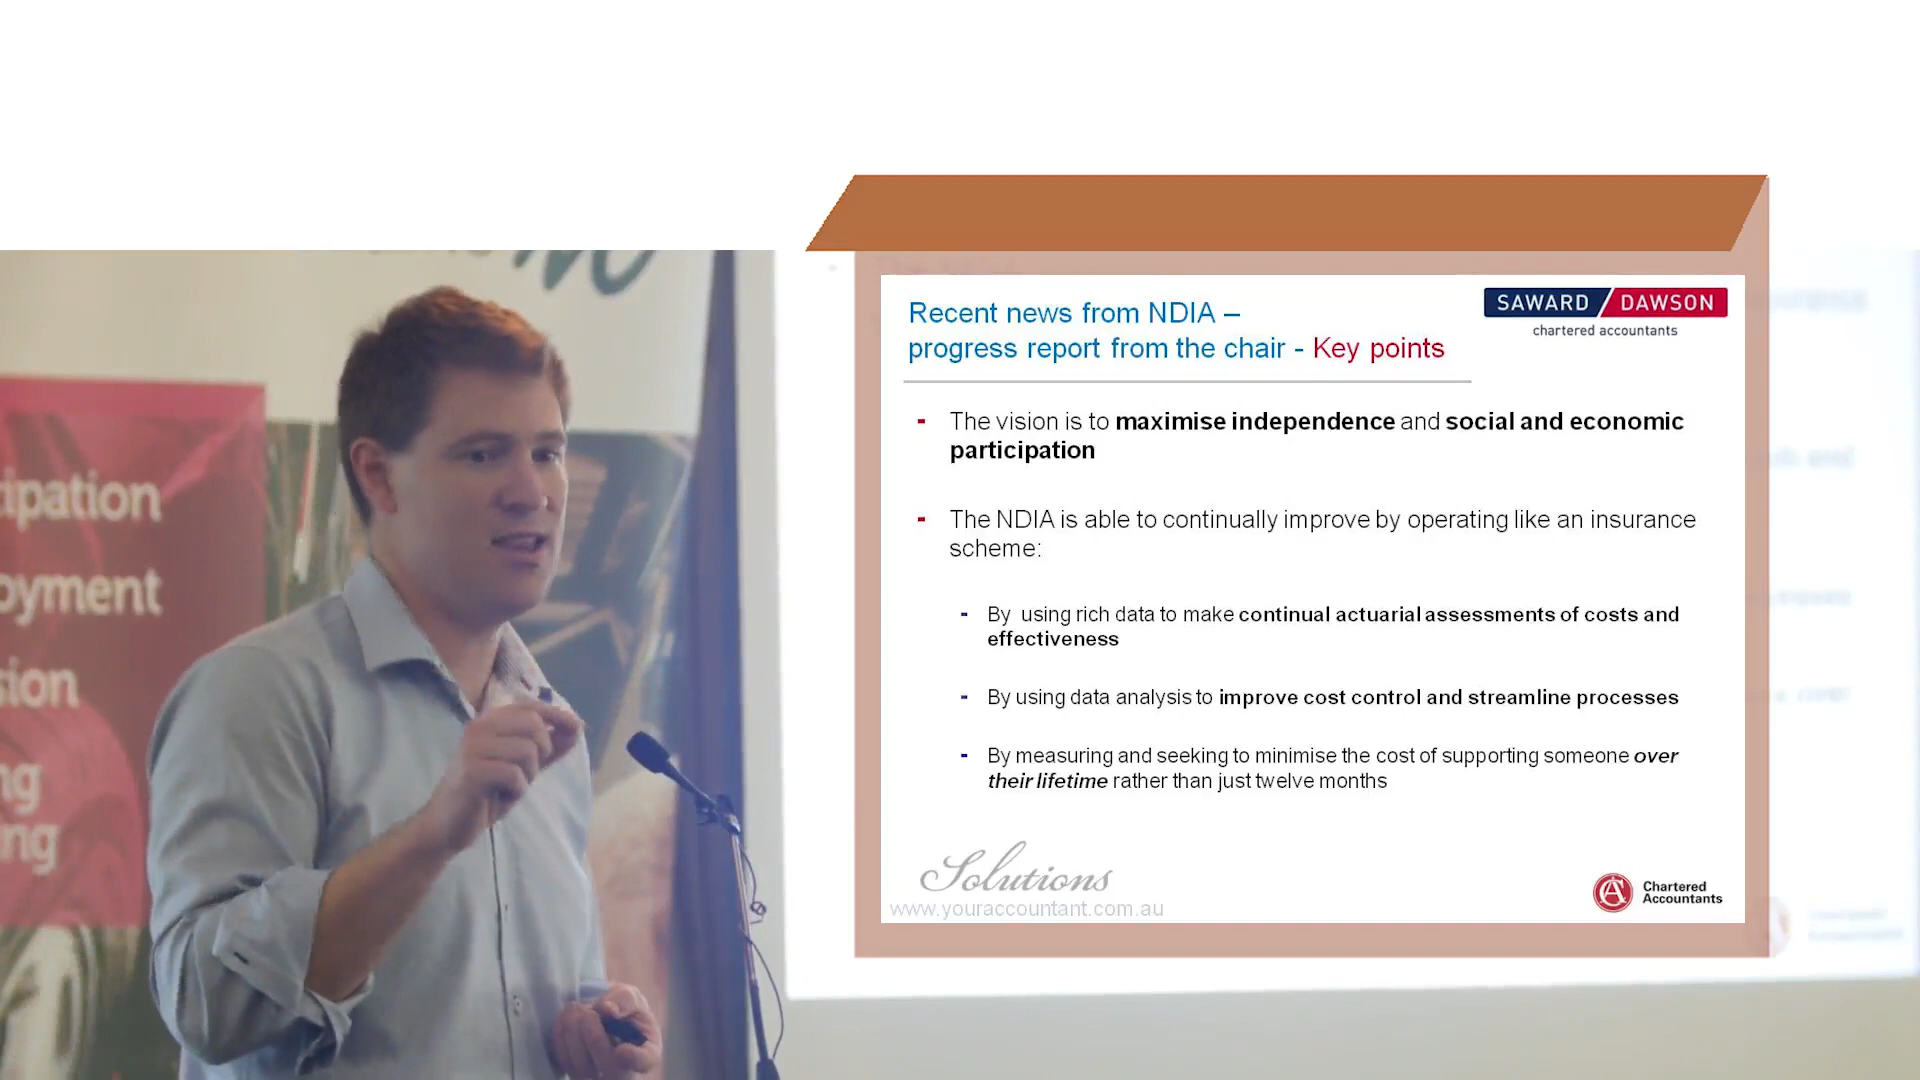 ipation
oyment
sion
ng
ing
Recent news from NDIA –
progress report from the chair - Key points
SAWARD DAWSON
chartered accountants
- The vision is to maximise independence and social and economic
participation
- The NDIA is able to continually improve by operating like an insurance
scheme:
- By using rich data to make continual actuarial assessments of costs and
effectiveness
- By using data analysis to improve cost control and streamline processes
- By measuring and seeking to minimise the cost of supporting someone over
their lifetime rather than just twelve months
Solutions
www.youraccountant.com.au
CA
Chartered
Accountants